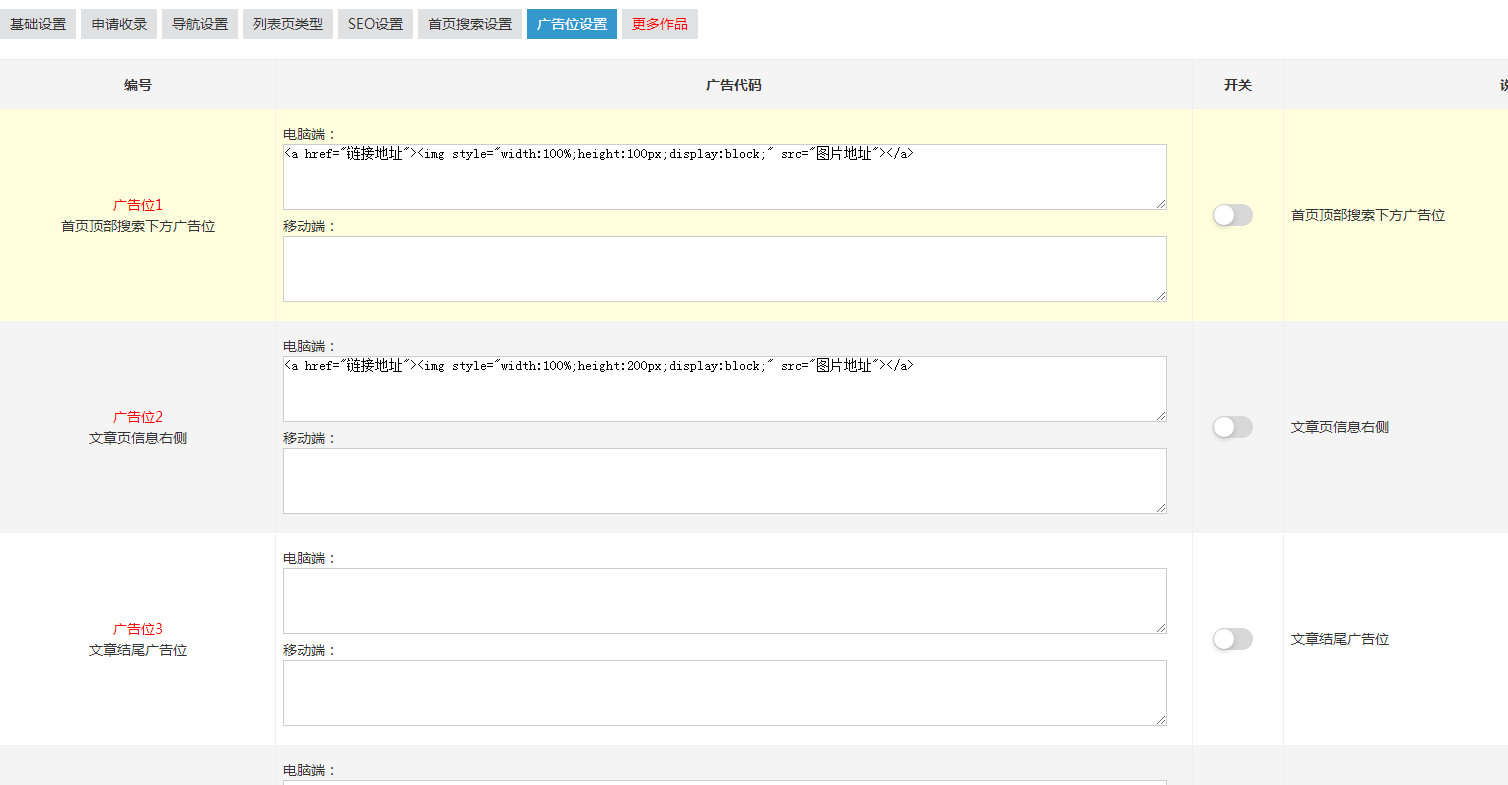 基础设置 申请收录 导航设置 列表页类型 SEO设置 首页搜索设置 广告位设置 更多作品
编号 广告代码 开关
电脑端：
<a href="链接地址"><img style="width:100%;height:100px;display:block;" src="图片地址"></a>
广告位1
首页顶部搜索下方广告位
移动端：
首页顶部搜索下方广告位
电脑端：
<a href="链接地址"><img style="width:100%;height:200px;display:block;" src="图片地址"></a>
广告位2
文章页信息右侧
移动端：
文章页信息右侧
电脑端：
广告位3
文章结尾广告位
移动端：
文章结尾广告位
电脑端：